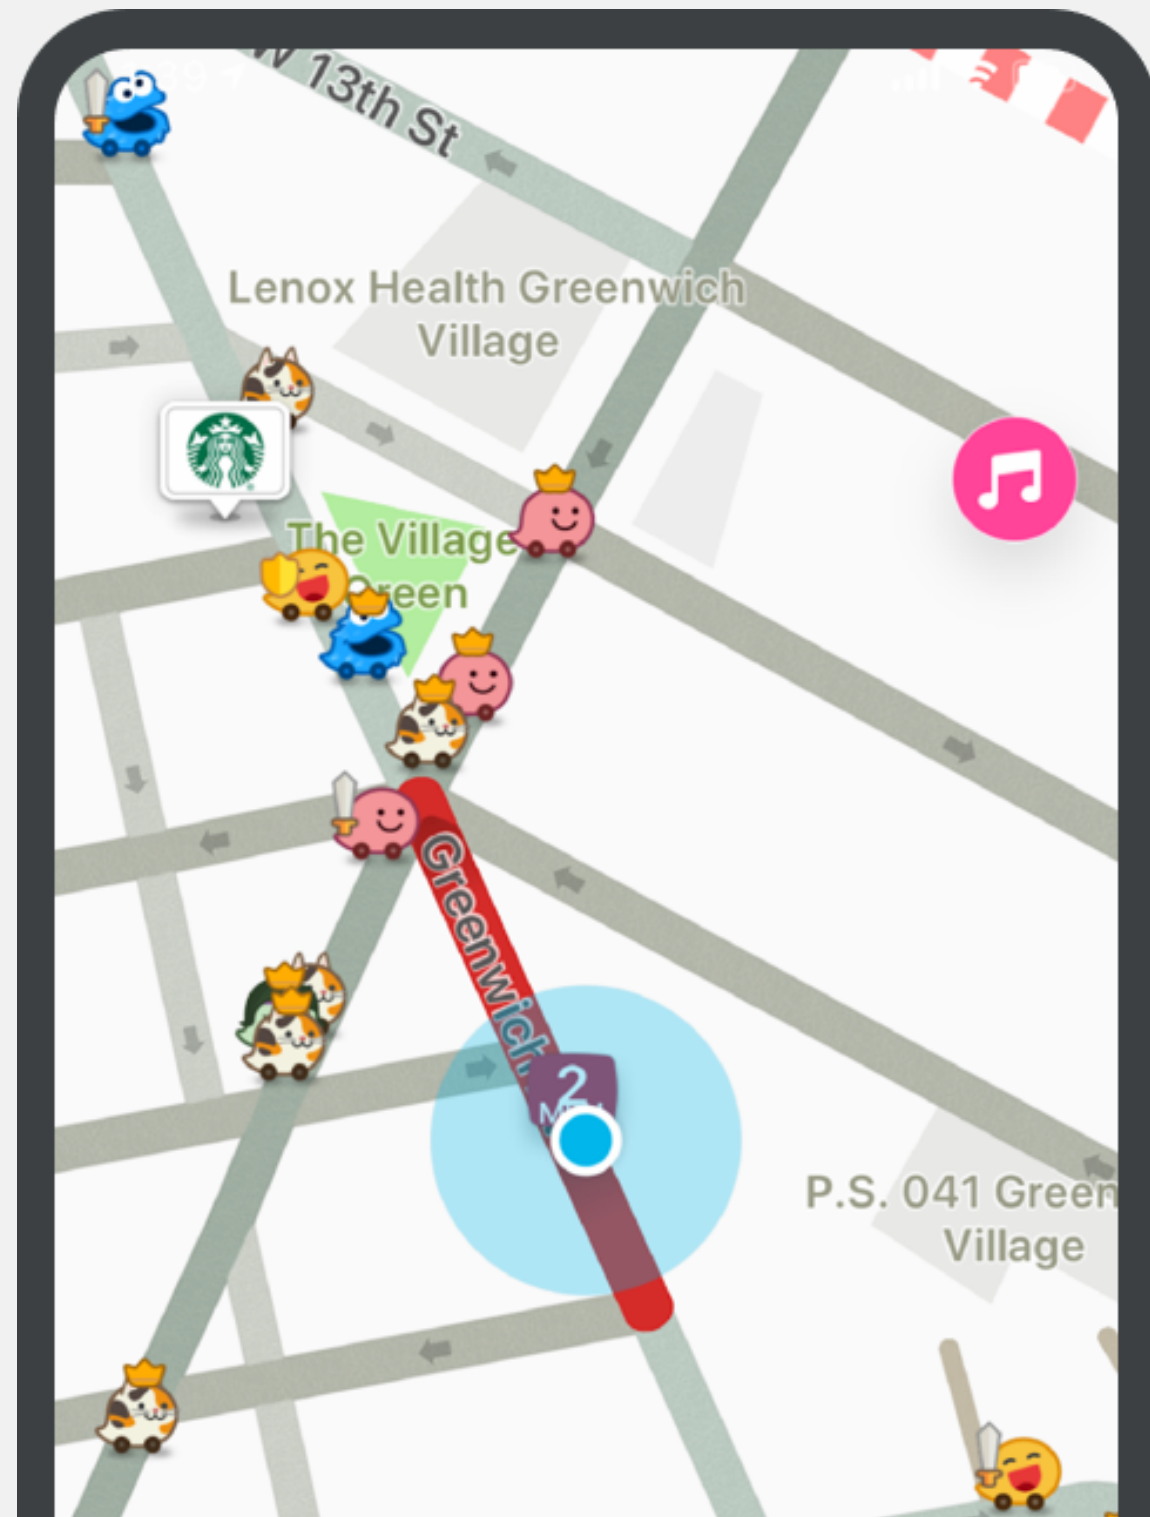 W 13th St
Lenox Health Greenwich
Village
The Village
Green
Greenwich
2
P.S. 041 Green
Village